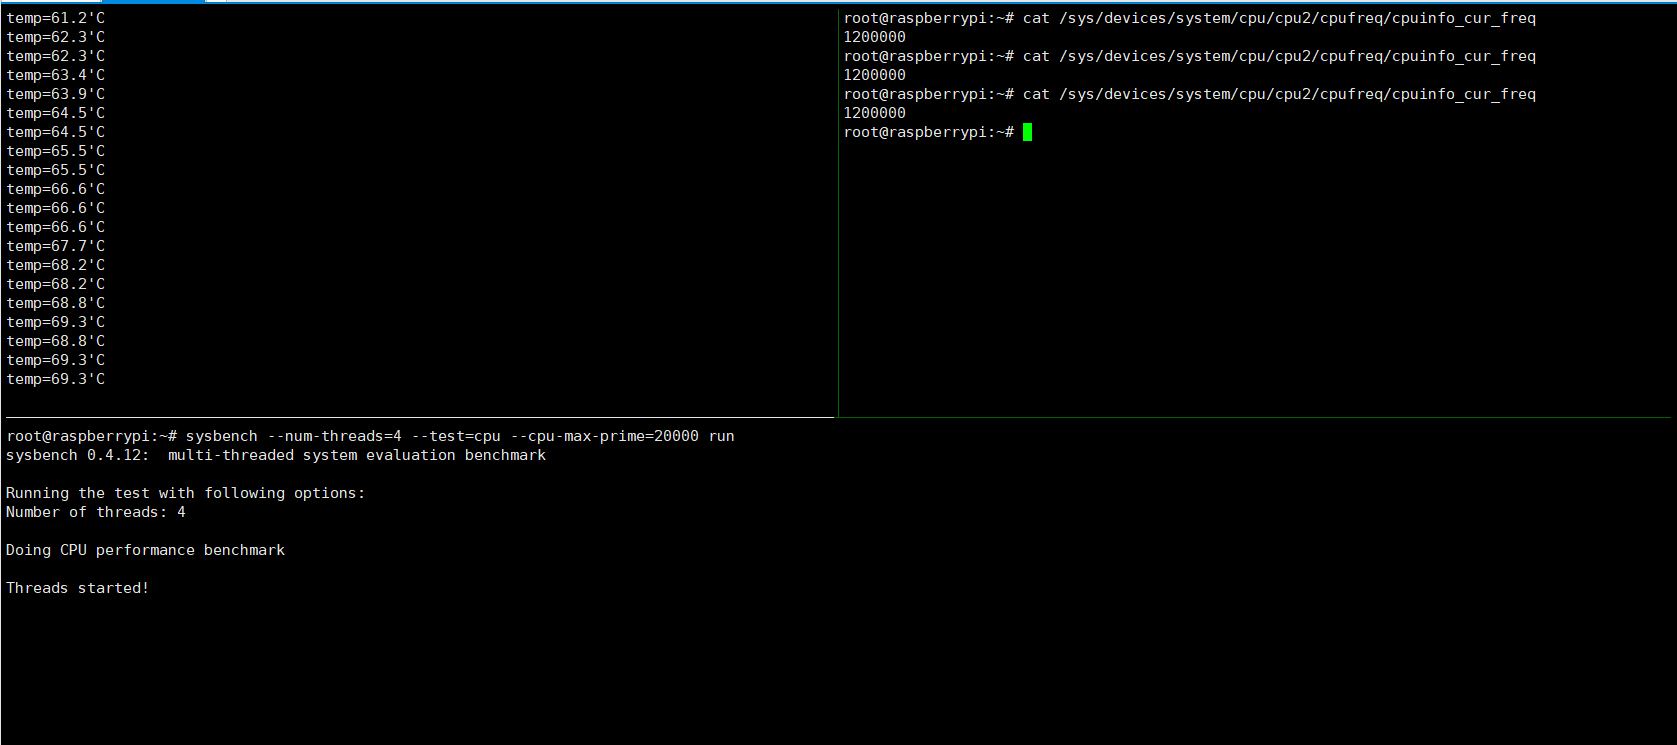 temp=61.2'C
temp=62.3'C
temp=62.3'C
temp=63.4'C
temp=63.9'C
temp=64.5'C
temp=64.5'C
temp=65.5'C
temp=65.5'C
temp=66.6'C
temp=66.6'C
temp=66.6'C
temp=67.7'C
temp=68.2'C
temp=68.2'C
temp=68.8'C
temp=69.3'C
temp=68.8'C
temp=69.3'C
temp=69.3'C
root@raspberrypi:~# cat /sys/devices/system/cpu/cpu2/cpufreq/cpuinfo_cur_freq
1200000
root@raspberrypi:~# cat /sys/devices/system/cpu/cpu2/cpufreq/cpuinfo_cur_freq
1200000
root@raspberrypi:~# cat /sys/devices/system/cpu/cpu2/cpufreq/cpuinfo_cur_freq
1200000
root@raspberrypi:~#
root@raspberrypi:~# sysbench --num-threads=4 --test=cpu --cpu-max-prime=20000 run
sysbench 0.4.12:  multi-threaded system evaluation benchmark
Running the test with following options:
Number of threads: 4
Doing CPU performance benchmark
Threads started!